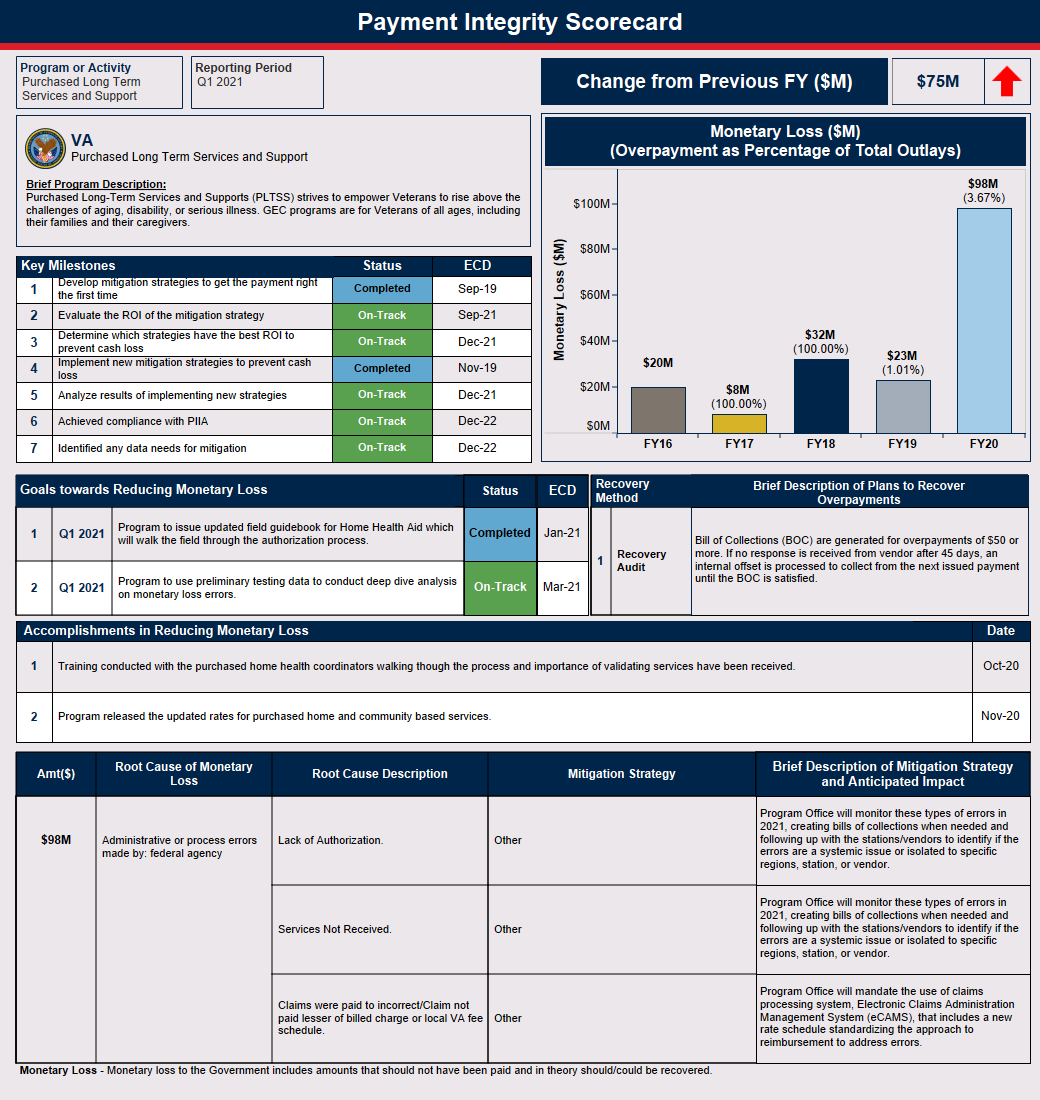 Payment Integrity Scorecard
Program or Activity
Purchased Long Term
Services and Support
Reporting Period
Q1 2021
Change from Previous FY ($M)
$75M
VA
Purchased Long Term Services and Support
Brief Program Description:
Purchased Long-Term Services and Supports (PLTSS) strives to empower Veterans to rise above the
challenges of aging, disability, or serious illness. GEC programs are for Veterans of all ages, including
their families and their caregivers.
Key Milestones Status ECD
1 Develop mitigation strategies to get the payment right
the first time Completed Sep-19
2 Evaluate the ROI of the mitigation strategy On-Track Sep-21
3 Determine which strategies have the best ROI to
prevent cash loss On-Track Dec-21
4 Implement new mitigation strategies to prevent cash
loss Completed Nov-19
5 Analyze results of implementing new strategies On-Track Dec-21
6 Achieved compliance with PIIA On-Track Dec-22
7 Identified any data needs for mitigation On-Track Dec-22
Monetary Loss ($M)
(Overpayment as Percentage of Total Outlays)
Monetary Loss ($M)
$100M
$80M
$60M
$40M
$20M
$0M
$20M
$8M
(100.00%)
$32M
(100.00%)
$23M
(1.01%)
$98M
(3.67%)
FY16 FY17 FY18 FY19 FY20
Goals towards Reducing Monetary Loss Status ECD
1 Q1 2021 Program to issue updated field guidebook for Home Health Aid which
will walk the field through the authorization process. Completed Jan-21
2 Q1 2021 Program to use preliminary testing data to conduct deep dive analysis
on monetary loss errors. On-Track Mar-21
Recovery
Method
Brief Description of Plans to Recover
Overpayments
1 Recovery
Audit
Bill of Collections (BOC) are generated for overpayments of $50 or
more. If no response is received from vendor after 45 days, an
internal offset is processed to collect from the next issued payment
until the BOC is satisfied.
Accomplishments in Reducing Monetary Loss Date
1 Training conducted with the purchased home health coordinators walking though the process and importance of validating services have been received. Oct-20
2 Program released the updated rates for purchased home and community based services. Nov-20
Amt($)
Root Cause of Monetary
Loss
Root Cause Description
Mitigation Strategy
Brief Description of Mitigation Strategy
and Anticipated Impact
$98M
Administrative or process errors
made by: federal agency
Lack of Authorization.
Other
Program Office will monitor these types of errors in
2021, creating bills of collections when needed and
following up with the stations/vendors to identify if the
errors are a systemic issue or isolated to specific
regions, station, or vendor.
Services Not Received.
Other
Program Office will monitor these types of errors in
2021, creating bills of collections when needed and
following up with the stations/vendors to identify if the
errors are a systemic issue or isolated to specific
regions, station, or vendor.
Claims were paid to incorrect/Claim not
paid lesser of billed charge or local VA fee
schedule.
Other
Program Office will mandate the use of claims
processing system, Electronic Claims Administration
Management System (eCAMS), that includes a new
rate schedule standardizing the approach to
reimbursement to address errors.
Monetary Loss - Monetary loss to the Government includes amounts that should not have been paid and in theory should/could be recovered.